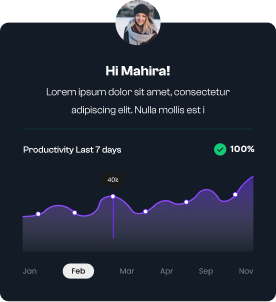 Hi Mahira!
Lorem ipsum dolor sit amet, consectetur
adipiscing elit. Nulla mollis est i
Productivity Last 7 days 100%
40k
Jan Feb Mar Apr Sep Nov